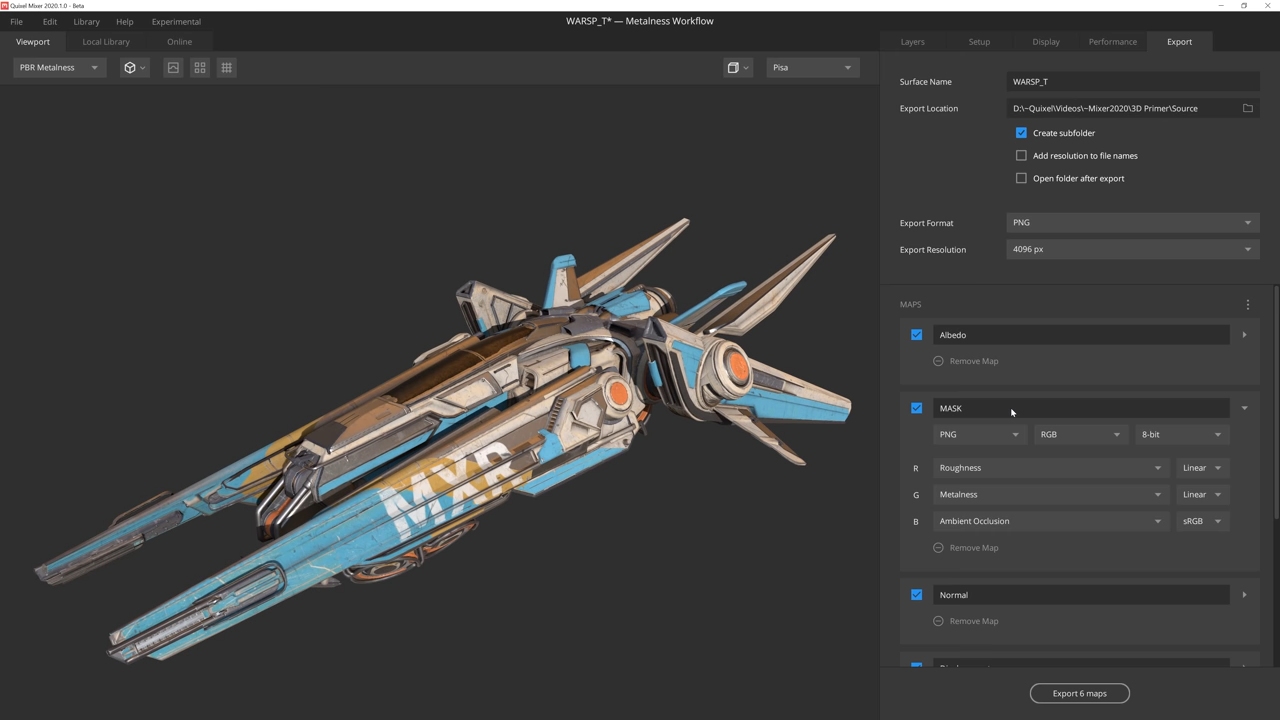 Quixel Mixer 2020.1.0 - Beta
File Edit Library Help Experimental
WARSP_T* — Metalness Workflow
Viewport Local Library Online
Layers Setup Display Performance Export
PBR Metalness
Pisa
Surface Name WARSP_T
Export Location D:\~Quixel\Videos\~Mixer2020\3D Primer\Source
Create subfolder
Add resolution to file names
Open folder after export
Export Format PNG
Export Resolution 4096 px
MAPS
Albedo
Remove Map
MASK
PNG RGB 8-bit
R Roughness Linear
G Metalness Linear
B Ambient Occlusion sRGB
Remove Map
Normal
Remove Map
Export 6 maps
MXR